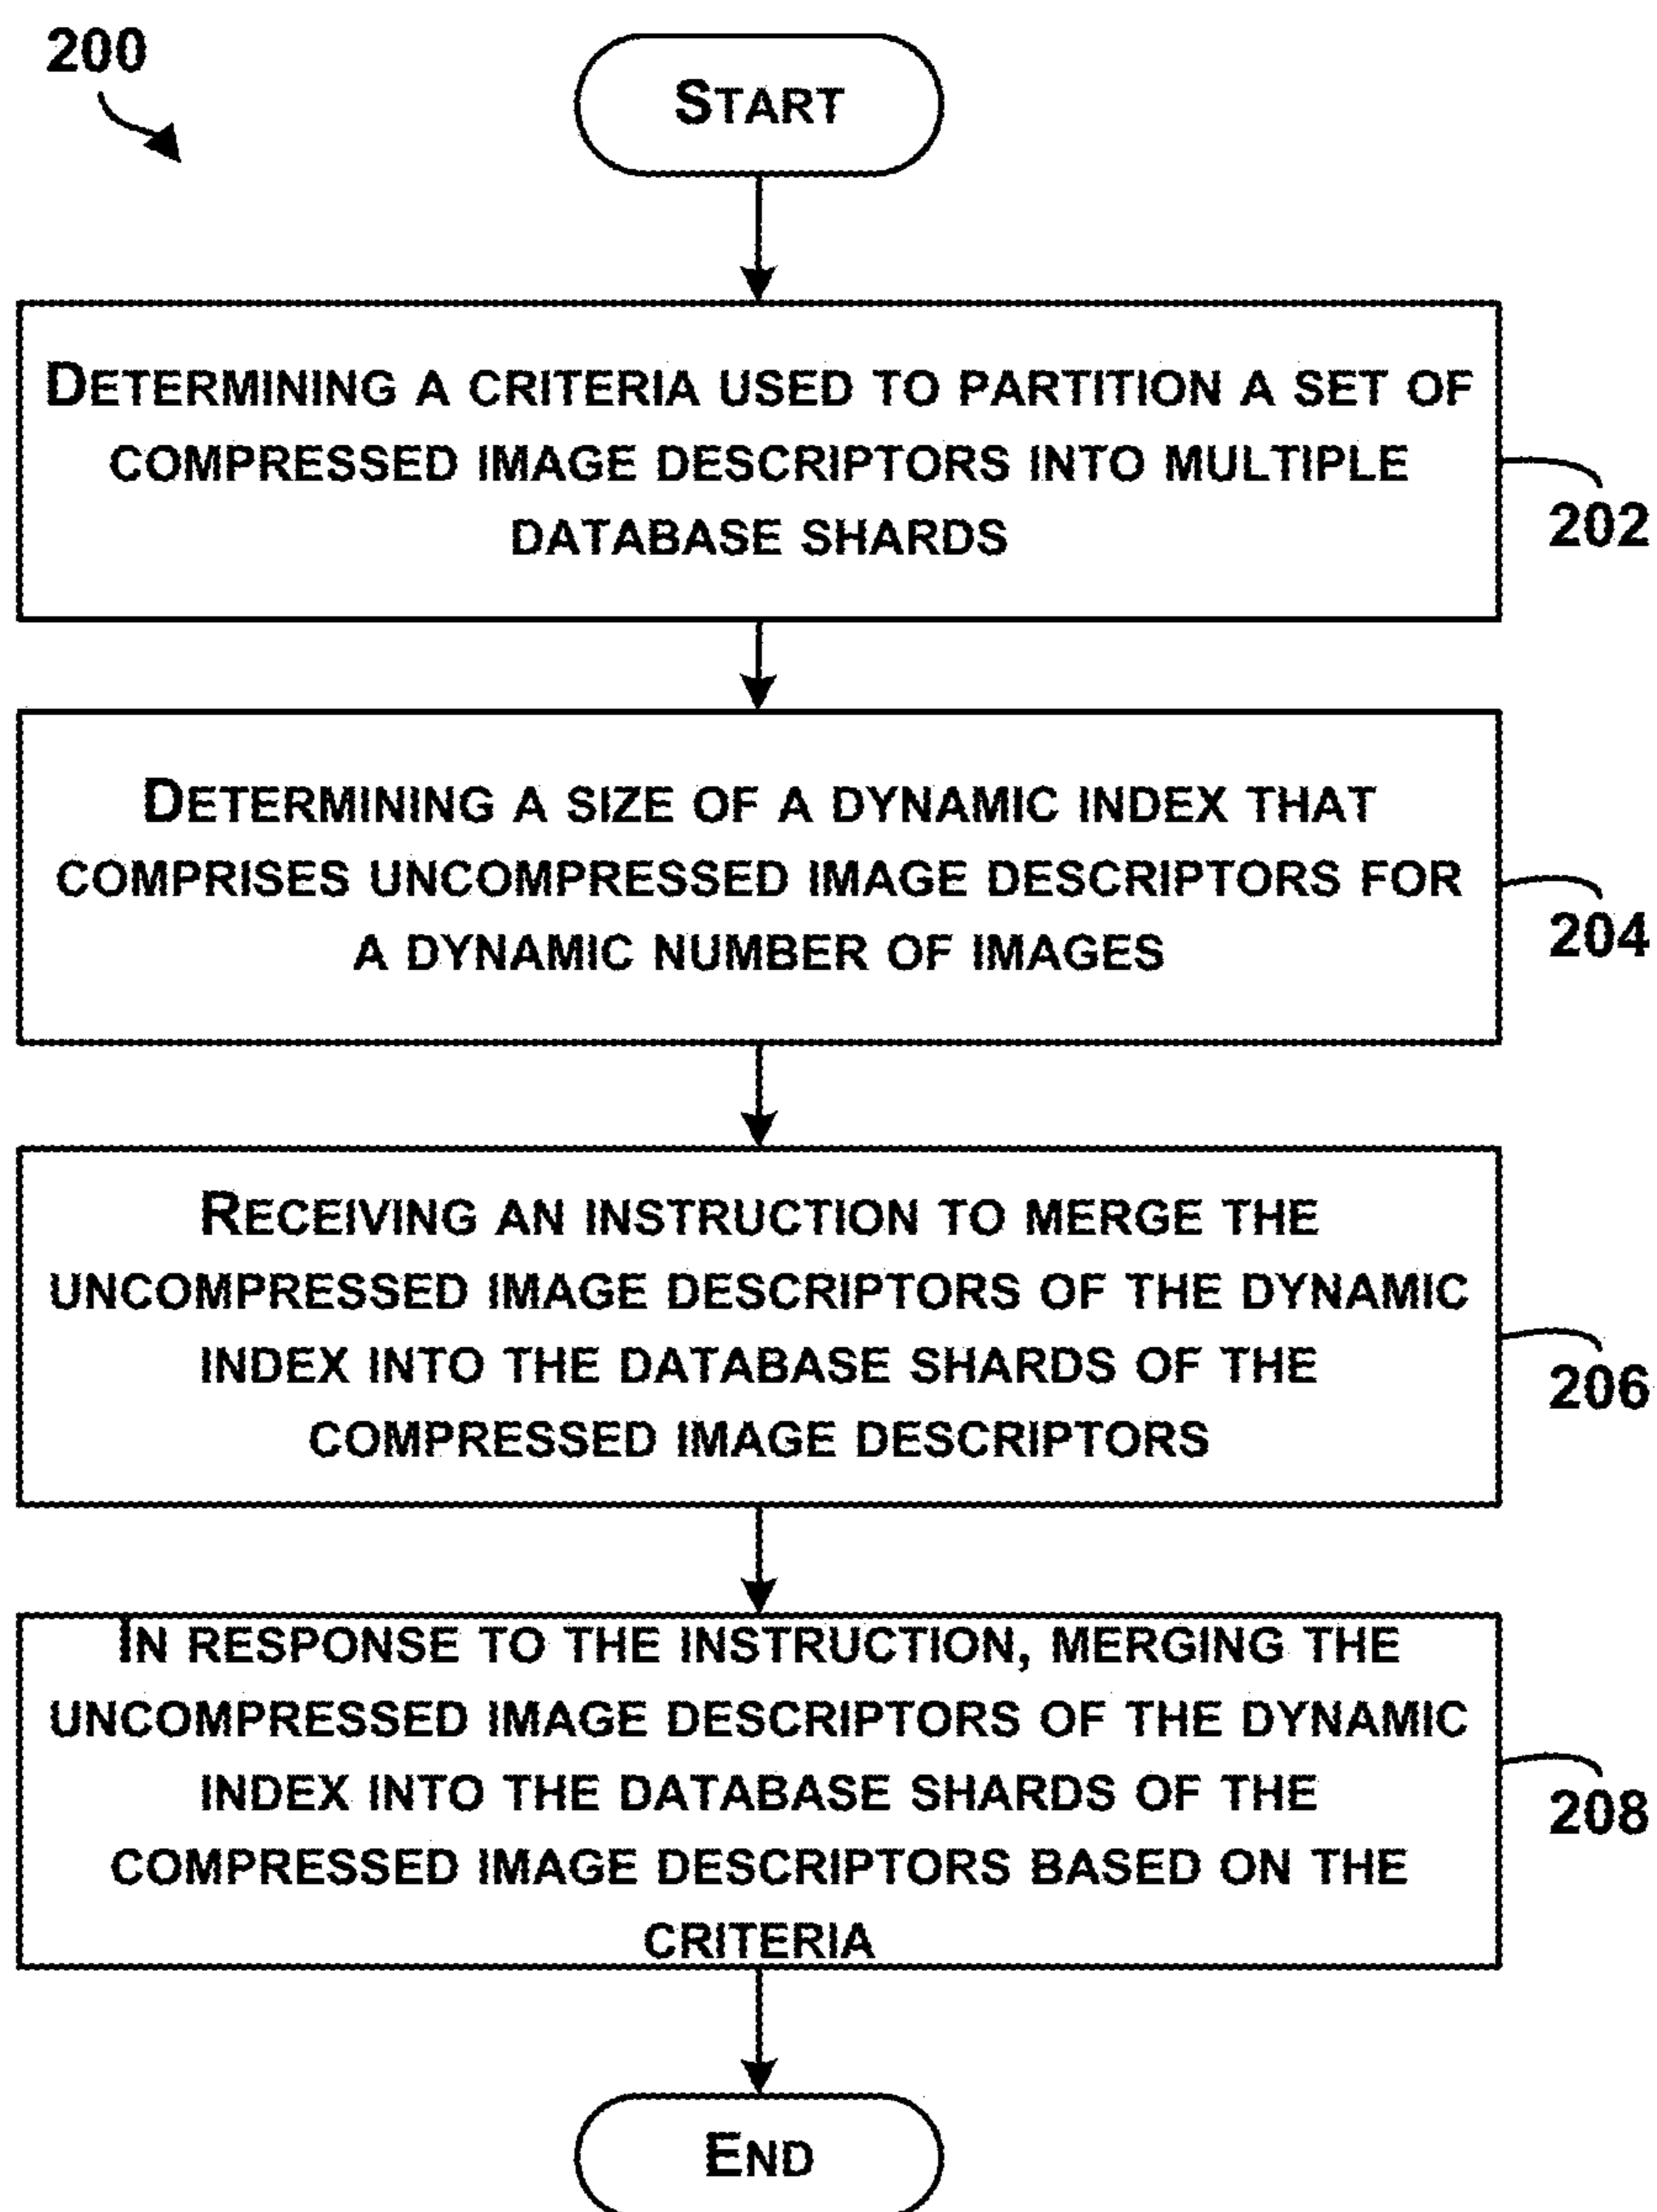 200
START
DETERMINING A CRITERIA USED TO PARTITION A SET OF
COMPRESSED IMAGE DESCRIPTORS INTO MULTIPLE
DATABASE SHARDS
202
DETERMINING A SIZE OF A DYNAMIC INDEX THAT
COMPRISES UNCOMPRESSED IMAGE DESCRIPTORS FOR
A DYNAMIC NUMBER OF IMAGES
204
RECEIVING AN INSTRUCTION TO MERGE THE
UNCOMPRESSED IMAGE DESCRIPTORS OF THE DYNAMIC
INDEX INTO THE DATABASE SHARDS OF THE
COMPRESSED IMAGE DESCRIPTORS
206
IN RESPONSE TO THE INSTRUCTION, MERGING THE
UNCOMPRESSED IMAGE DESCRIPTORS OF THE DYNAMIC
INDEX INTO THE DATABASE SHARDS OF THE
COMPRESSED IMAGE DESCRIPTORS BASED ON THE
CRITERIA
208
END